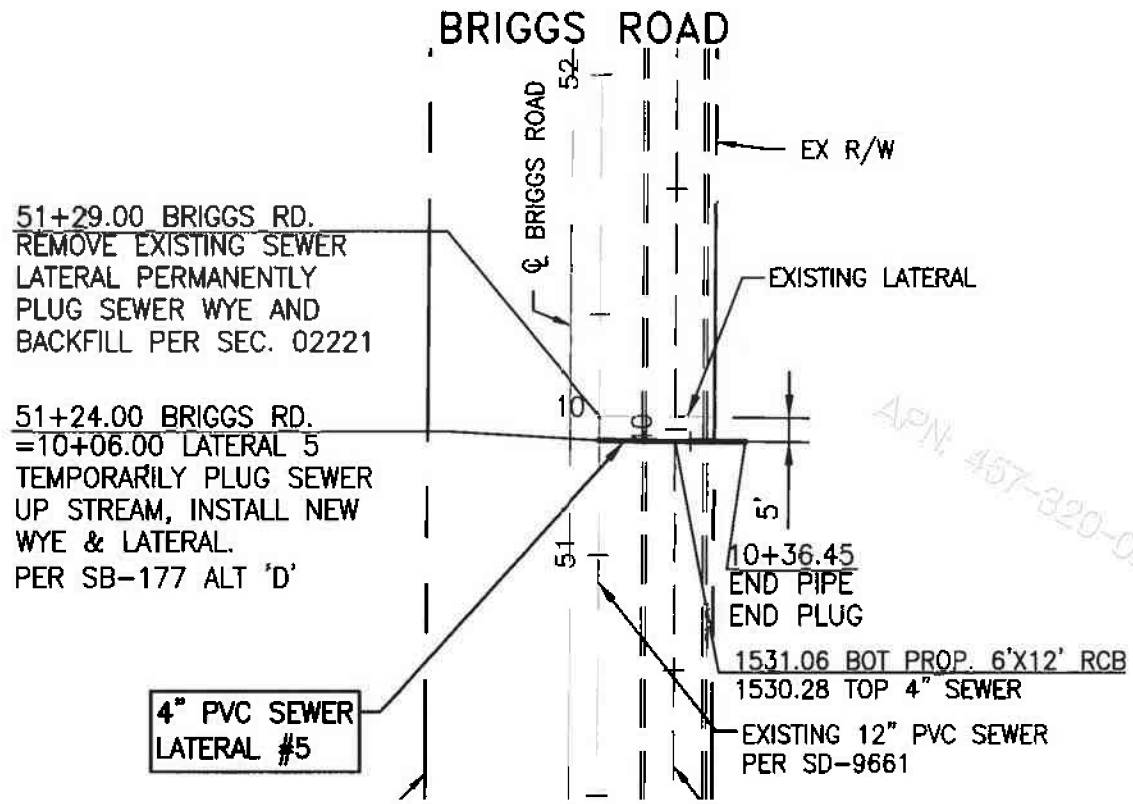 BRIGGS ROAD
52
℄ BRIGGS ROAD
EX R/W
51+29.00 BRIGGS RD.
REMOVE EXISTING SEWER
LATERAL PERMANENTLY
PLUG SEWER WYE AND
BACKFILL PER SEC. 02221
EXISTING LATERAL
10
10
51+24.00 BRIGGS RD.
=10+06.00 LATERAL 5
TEMPORARILY PLUG SEWER
UP STREAM, INSTALL NEW
WYE & LATERAL.
PER SB-177 ALT 'D'
APN: 457-320-0
5'
51
10+36.45
END PIPE
END PLUG
1531.06 BOT PROP. 6'X12' RCB
1530.28 TOP 4" SEWER
4" PVC SEWER
LATERAL #5
EXISTING 12" PVC SEWER
PER SD-9661